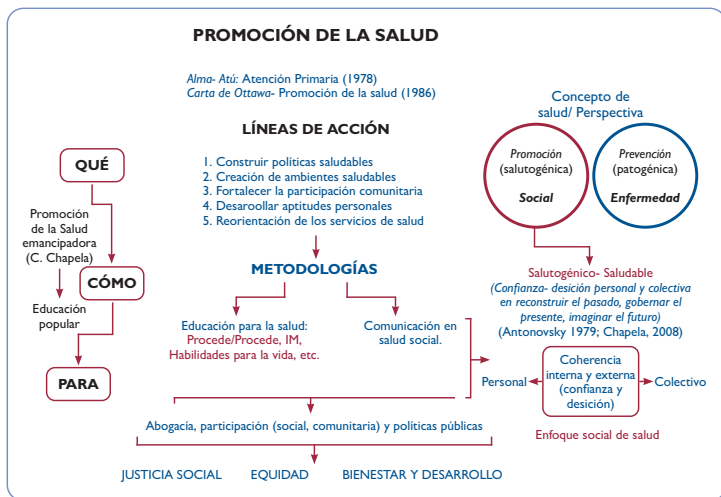 PROMOCIÓN DE LA SALUD
Alma- Atú: Atención Primaria (1978)
Carta de Ottawa- Promoción de la salud (1986)
LÍNEAS DE ACCIÓN
1. Construir políticas saludables
2. Creación de ambientes saludables
3. Fortalecer la participación comunitaria
4. Desaroollar aptitudes personales
5. Reorientación de los servicios de salud
METODOLOGÍAS
Educación para la salud:
Procede/Procede, IM,
Habilidades para la vida, etc.
Comunicación en
salud social.
Abogacía, participación (social, comunitaria) y políticas públicas
JUSTICIA SOCIAL
EQUIDAD
BIENESTAR Y DESARROLLO
QUÉ
Promoción
de la Salud
emancipadora
(C. Chapela)
CÓMO
Educación
popular
PARA
Concepto de
salud/ Perspectiva
Promoción
(salutogénica)
Social
Prevención
(patogénica)
Enfermedad
Salutogénico- Saludable
(Confianza- desición personal y colectiva
en reconstruir el pasado, gobernar el
presente, imaginar el futuro)
(Antonovsky 1979; Chapela, 2008)
Personal
Coherencia
interna y externa
(confianza y
desición)
Colectivo
Enfoque social de salud